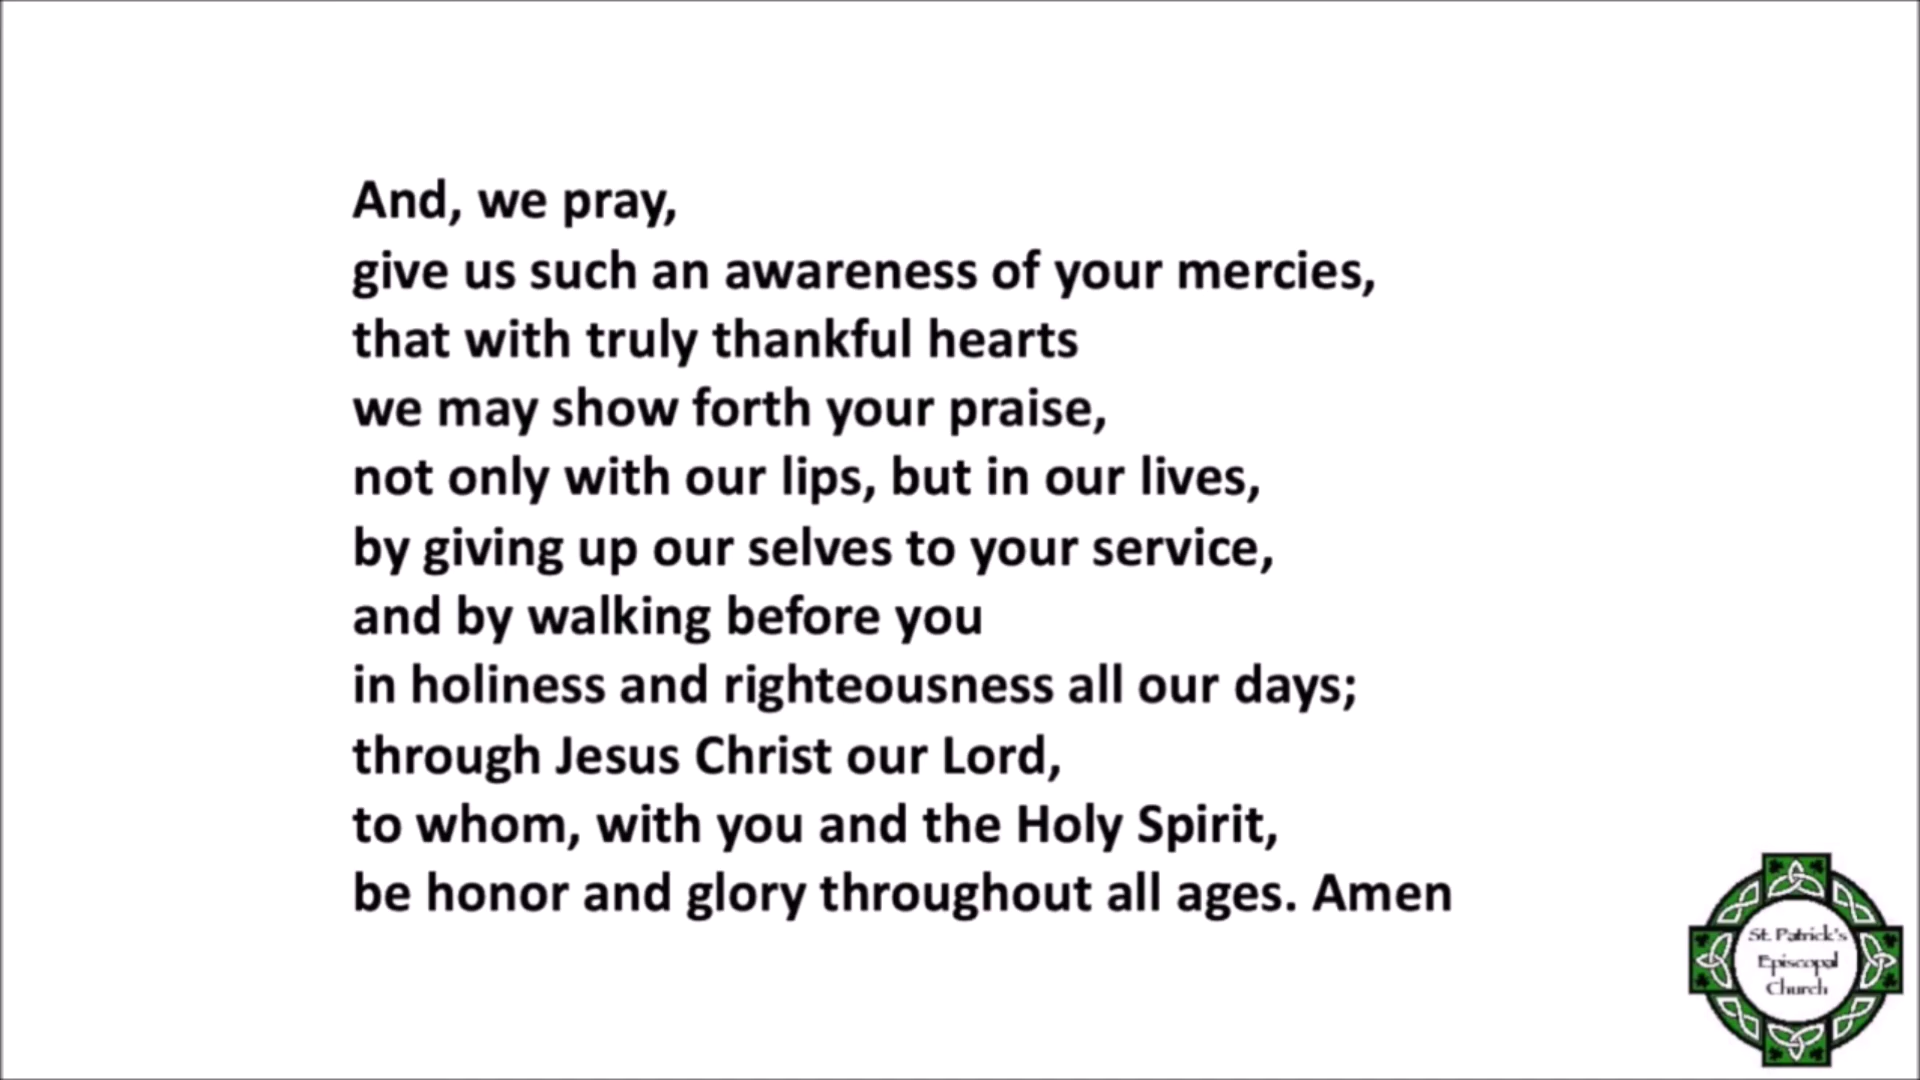 And, we pray,
give us such an awareness of your mercies,
that with truly thankful hearts
we may show forth your praise,
not only with our lips, but in our lives,
by giving up our selves to your service,
and by walking before you
in holiness and righteousness all our days;
through Jesus Christ our Lord,
to whom, with you and the Holy Spirit,
be honor and glory throughout all ages. Amen
St. Patrick's
Episcopal
Church